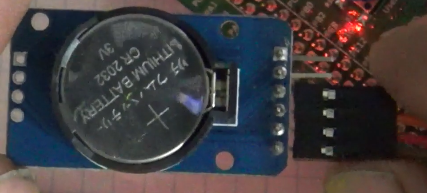 LITHIUM BATTERY
CR 2032
3V
+